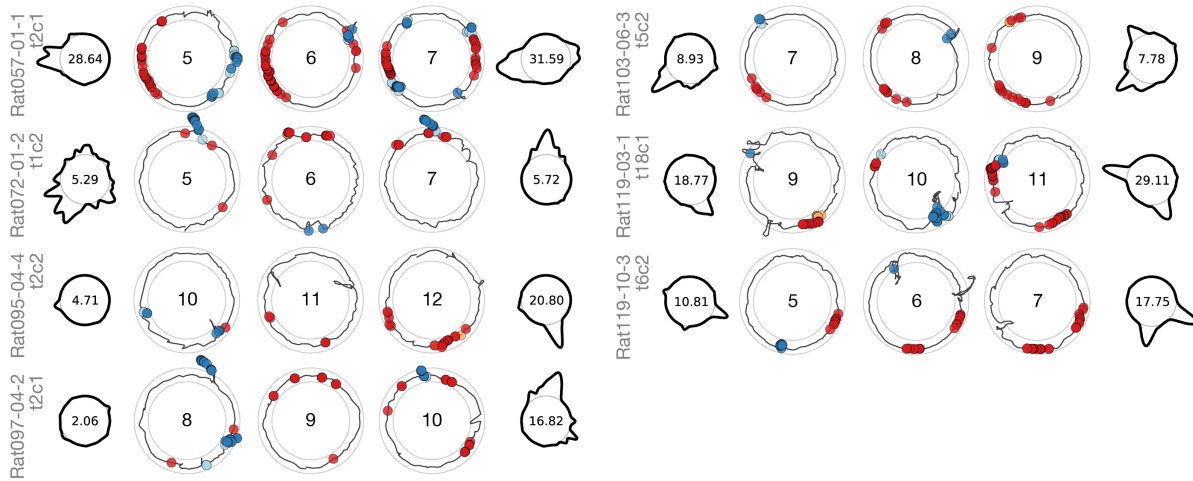 Rat057-01-1
t2c1
28.64
5
6
7
31.59
Rat072-01-2
t1c2
5.29
5
6
7
5.72
Rat095-04-4
t2c2
4.71
10
11
12
20.80
Rat097-04-2
t2c1
2.06
8
9
10
16.82
Rat103-06-3
t5c2
8.93
7
8
9
7.78
Rat119-03-1
t18c1
18.77
9
10
11
29.11
Rat119-10-3
t6c2
10.81
5
6
7
17.75